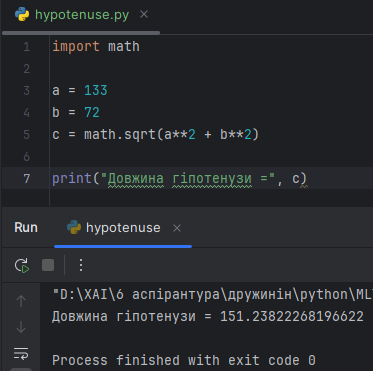 hypotenuse.py
1 import math
2
3 a = 133
4 b = 72
5 c = math.sqrt(a**2 + b**2)
6
7 print("Довжина гіпотенузи =", c)
Run hypotenuse
"D:\XAI\6 аспірантура\дружинін\python\ML
Довжина гіпотенузи = 151.23822268196622
Process finished with exit code 0